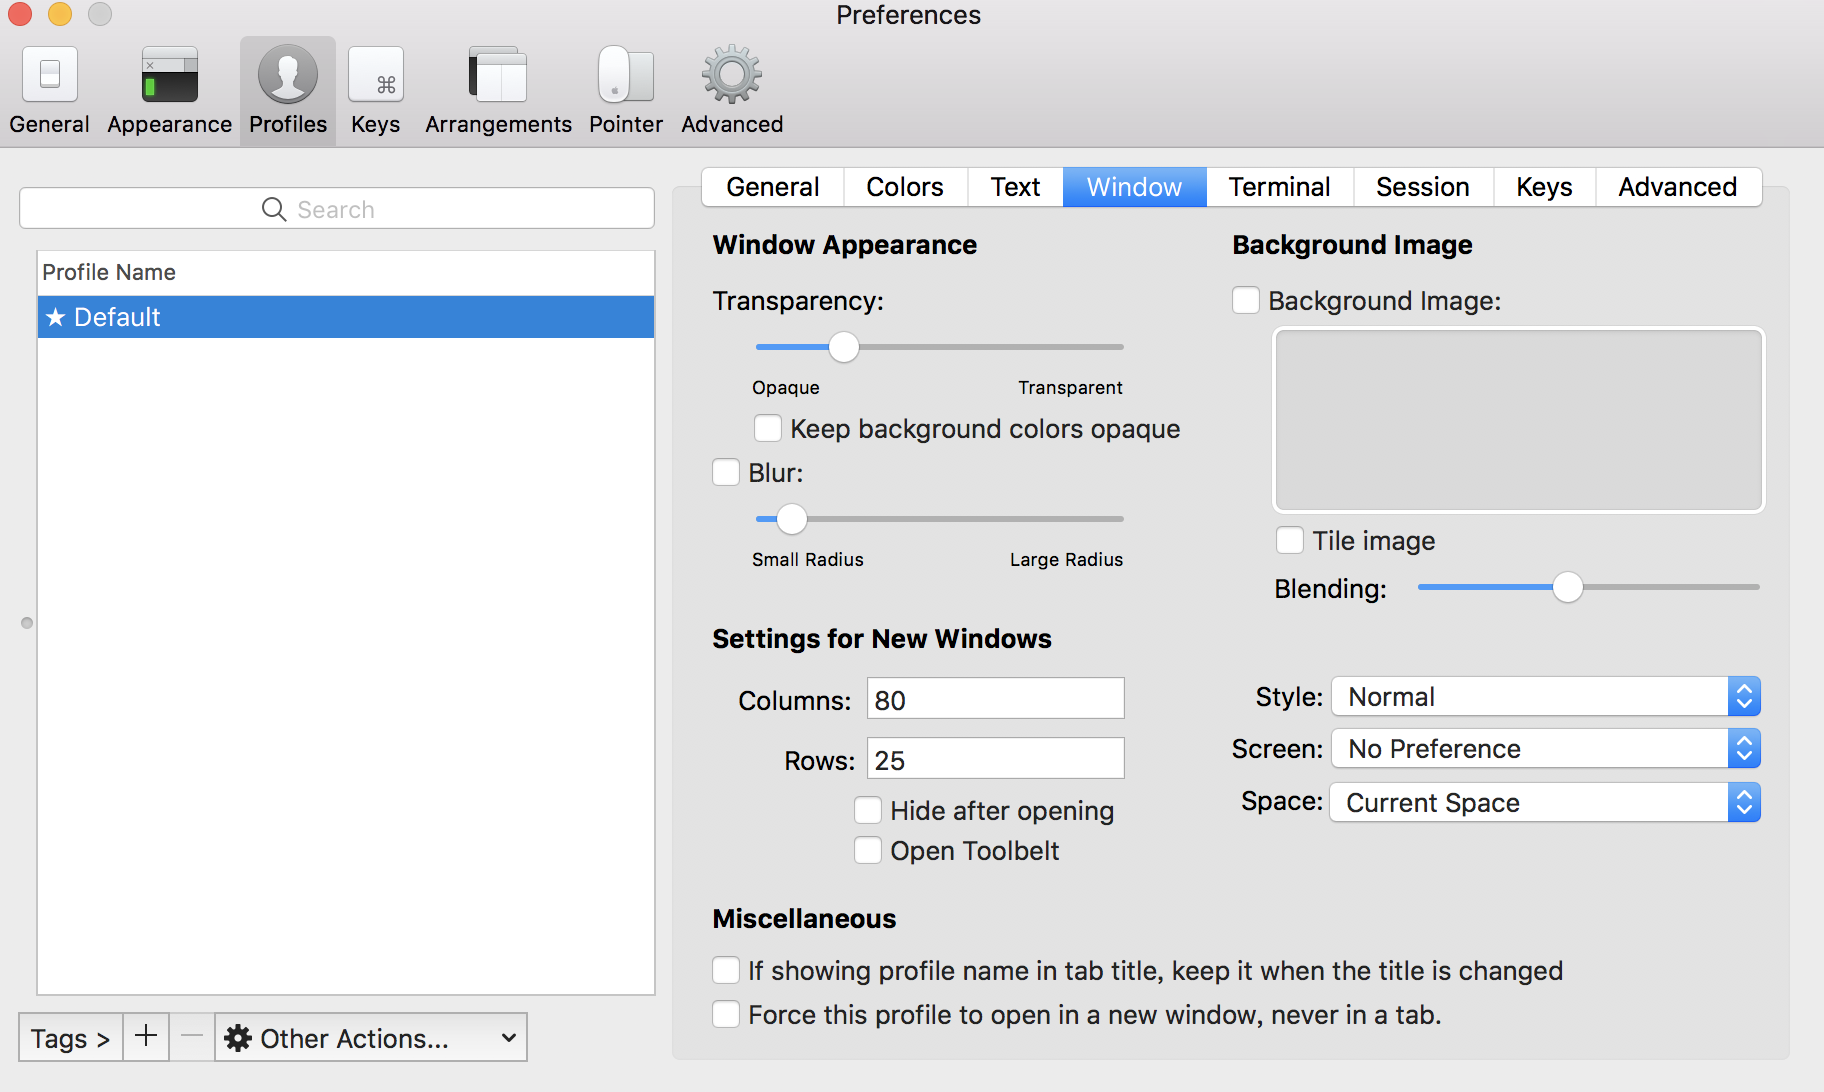 Preferences
General Appearance Profiles Keys Arrangements Pointer Advanced
Search
Profile Name
★ Default
Tags > + − Other Actions...
General Colors Text Window Terminal Session Keys Advanced
Window Appearance
Transparency:
Opaque Transparent
Keep background colors opaque
Blur:
Small Radius Large Radius
Background Image
Background Image:
Tile image
Blending:
Settings for New Windows
Columns: 80
Rows: 25
Hide after opening
Open Toolbelt
Style: Normal
Screen: No Preference
Space: Current Space
Miscellaneous
If showing profile name in tab title, keep it when the title is changed
Force this profile to open in a new window, never in a tab.